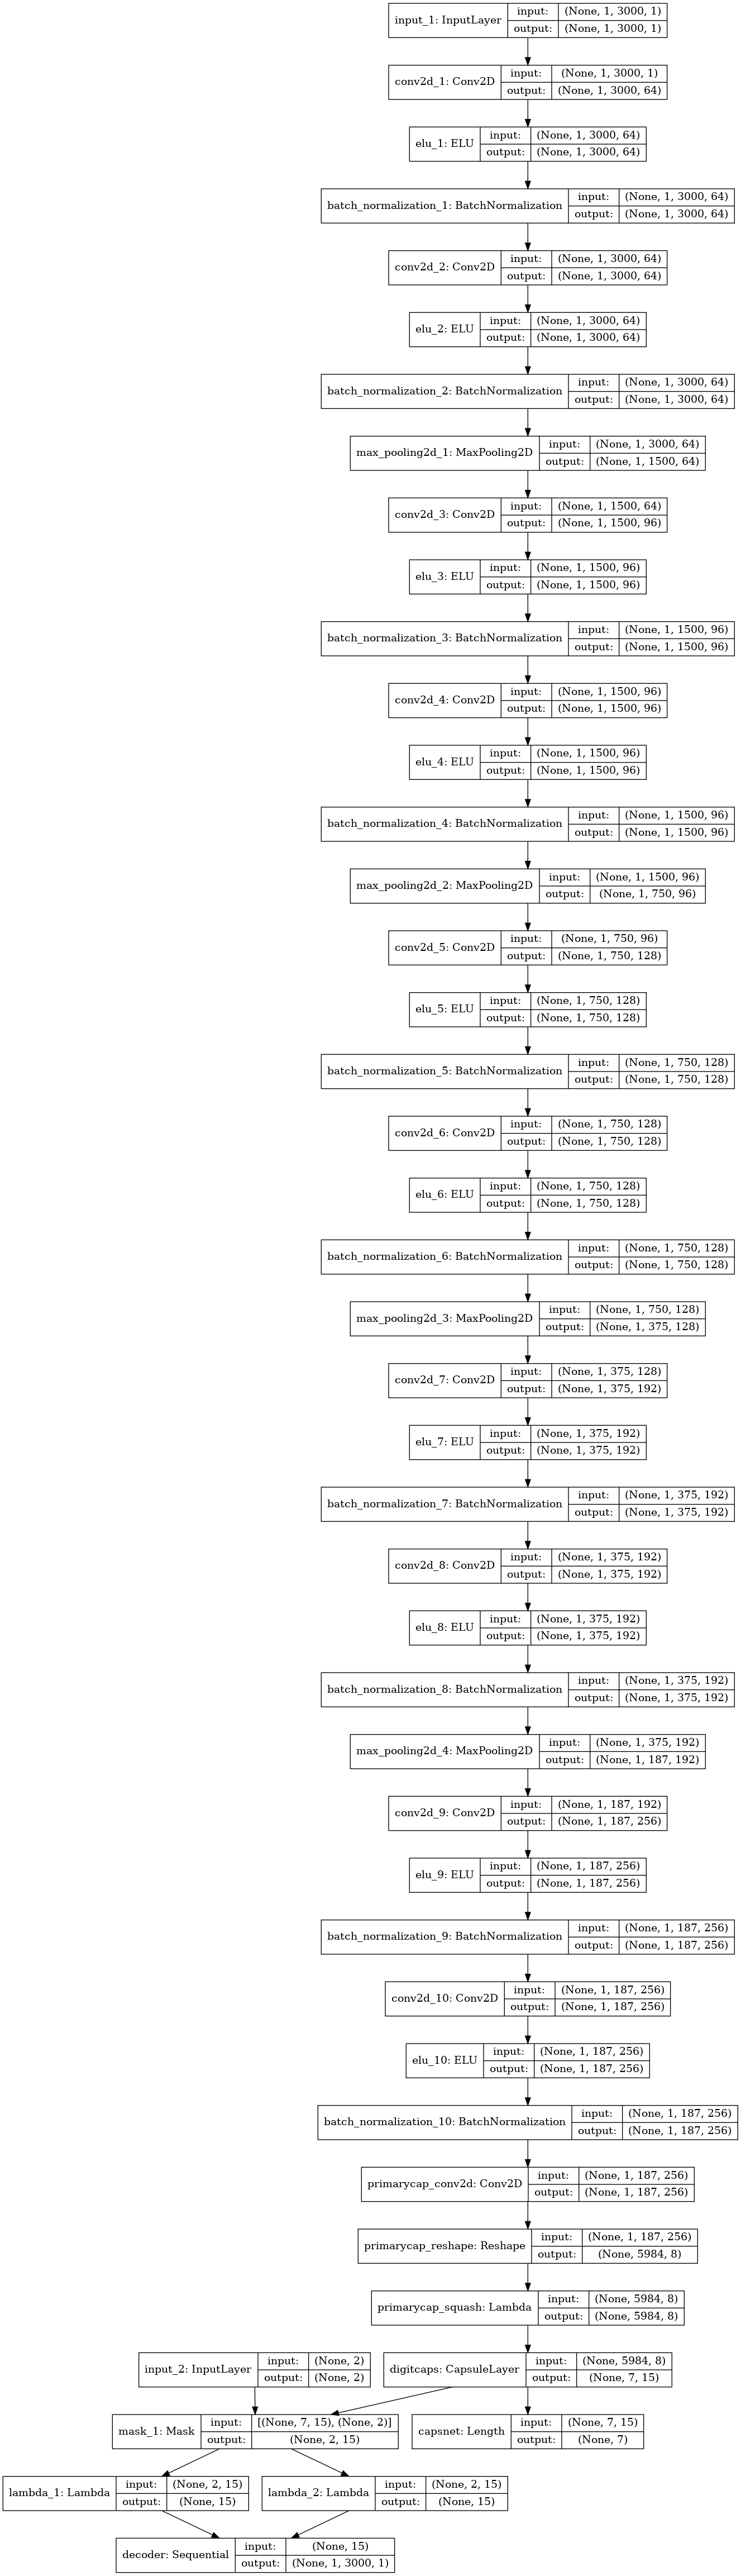 input_1: InputLayer
input: (None, 1, 3000, 1)
output: (None, 1, 3000, 1)
conv2d_1: Conv2D
input: (None, 1, 3000, 1)
output: (None, 1, 3000, 64)
elu_1: ELU
input: (None, 1, 3000, 64)
output: (None, 1, 3000, 64)
batch_normalization_1: BatchNormalization
input: (None, 1, 3000, 64)
output: (None, 1, 3000, 64)
conv2d_2: Conv2D
input: (None, 1, 3000, 64)
output: (None, 1, 3000, 64)
elu_2: ELU
input: (None, 1, 3000, 64)
output: (None, 1, 3000, 64)
batch_normalization_2: BatchNormalization
input: (None, 1, 3000, 64)
output: (None, 1, 3000, 64)
max_pooling2d_1: MaxPooling2D
input: (None, 1, 3000, 64)
output: (None, 1, 1500, 64)
conv2d_3: Conv2D
input: (None, 1, 1500, 64)
output: (None, 1, 1500, 96)
elu_3: ELU
input: (None, 1, 1500, 96)
output: (None, 1, 1500, 96)
batch_normalization_3: BatchNormalization
input: (None, 1, 1500, 96)
output: (None, 1, 1500, 96)
conv2d_4: Conv2D
input: (None, 1, 1500, 96)
output: (None, 1, 1500, 96)
elu_4: ELU
input: (None, 1, 1500, 96)
output: (None, 1, 1500, 96)
batch_normalization_4: BatchNormalization
input: (None, 1, 1500, 96)
output: (None, 1, 1500, 96)
max_pooling2d_2: MaxPooling2D
input: (None, 1, 1500, 96)
output: (None, 1, 750, 96)
conv2d_5: Conv2D
input: (None, 1, 750, 96)
output: (None, 1, 750, 128)
elu_5: ELU
input: (None, 1, 750, 128)
output: (None, 1, 750, 128)
batch_normalization_5: BatchNormalization
input: (None, 1, 750, 128)
output: (None, 1, 750, 128)
conv2d_6: Conv2D
input: (None, 1, 750, 128)
output: (None, 1, 750, 128)
elu_6: ELU
input: (None, 1, 750, 128)
output: (None, 1, 750, 128)
batch_normalization_6: BatchNormalization
input: (None, 1, 750, 128)
output: (None, 1, 750, 128)
max_pooling2d_3: MaxPooling2D
input: (None, 1, 750, 128)
output: (None, 1, 375, 128)
conv2d_7: Conv2D
input: (None, 1, 375, 128)
output: (None, 1, 375, 192)
elu_7: ELU
input: (None, 1, 375, 192)
output: (None, 1, 375, 192)
batch_normalization_7: BatchNormalization
input: (None, 1, 375, 192)
output: (None, 1, 375, 192)
conv2d_8: Conv2D
input: (None, 1, 375, 192)
output: (None, 1, 375, 192)
elu_8: ELU
input: (None, 1, 375, 192)
output: (None, 1, 375, 192)
batch_normalization_8: BatchNormalization
input: (None, 1, 375, 192)
output: (None, 1, 375, 192)
max_pooling2d_4: MaxPooling2D
input: (None, 1, 375, 192)
output: (None, 1, 187, 192)
conv2d_9: Conv2D
input: (None, 1, 187, 192)
output: (None, 1, 187, 256)
elu_9: ELU
input: (None, 1, 187, 256)
output: (None, 1, 187, 256)
batch_normalization_9: BatchNormalization
input: (None, 1, 187, 256)
output: (None, 1, 187, 256)
conv2d_10: Conv2D
input: (None, 1, 187, 256)
output: (None, 1, 187, 256)
elu_10: ELU
input: (None, 1, 187, 256)
output: (None, 1, 187, 256)
batch_normalization_10: BatchNormalization
input: (None, 1, 187, 256)
output: (None, 1, 187, 256)
primarycap_conv2d: Conv2D
input: (None, 1, 187, 256)
output: (None, 1, 187, 256)
primarycap_reshape: Reshape
input: (None, 1, 187, 256)
output: (None, 5984, 8)
primarycap_squash: Lambda
input: (None, 5984, 8)
output: (None, 5984, 8)
input_2: InputLayer
input: (None, 2)
output: (None, 2)
digitcaps: CapsuleLayer
input: (None, 5984, 8)
output: (None, 7, 15)
mask_1: Mask
input: [(None, 7, 15), (None, 2)]
output: (None, 2, 15)
capsnet: Length
input: (None, 7, 15)
output: (None, 7)
lambda_1: Lambda
input: (None, 2, 15)
output: (None, 15)
lambda_2: Lambda
input: (None, 2, 15)
output: (None, 15)
decoder: Sequential
input: (None, 15)
output: (None, 1, 3000, 1)